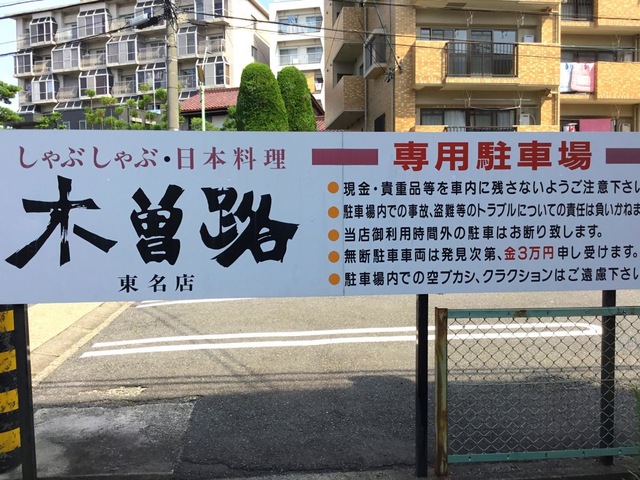 しゃぶしゃぶ・日本料理
木曽路
東名店
専用駐車場
●現金・貴重品等を車内に残さないようご注意下さい
●駐車場内での事故、盗難等のトラブルについての責任は負いかねま
●当店御利用時間外の駐車はお断り致します。
●無断駐車車両は発見次第、金3万円申し受けます。
●駐車場内での空ブカシ、クラクションはご遠慮下さ